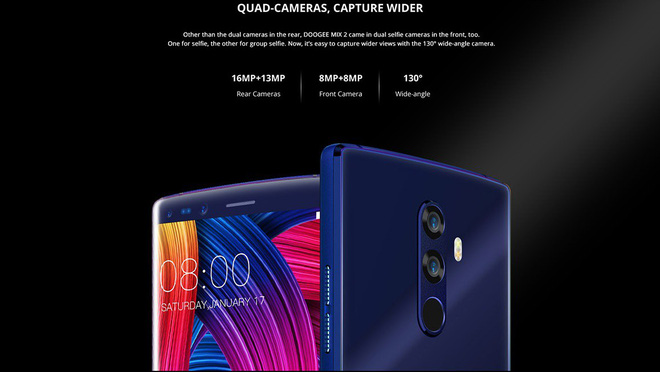 QUAD-CAMERAS, CAPTURE WIDER
Other than the dual cameras in the rear, DOOGEE MIX 2 came in dual selfie cameras in the front, too.
One for selfie, the other for group selfie. Now, it's easy to capture wider views with the 130° wide-angle camera.
16MP+13MP
8MP+8MP
130°
Rear Cameras
Front Camera
Wide-angle
08:00
SATURDAY,JANUARY 17